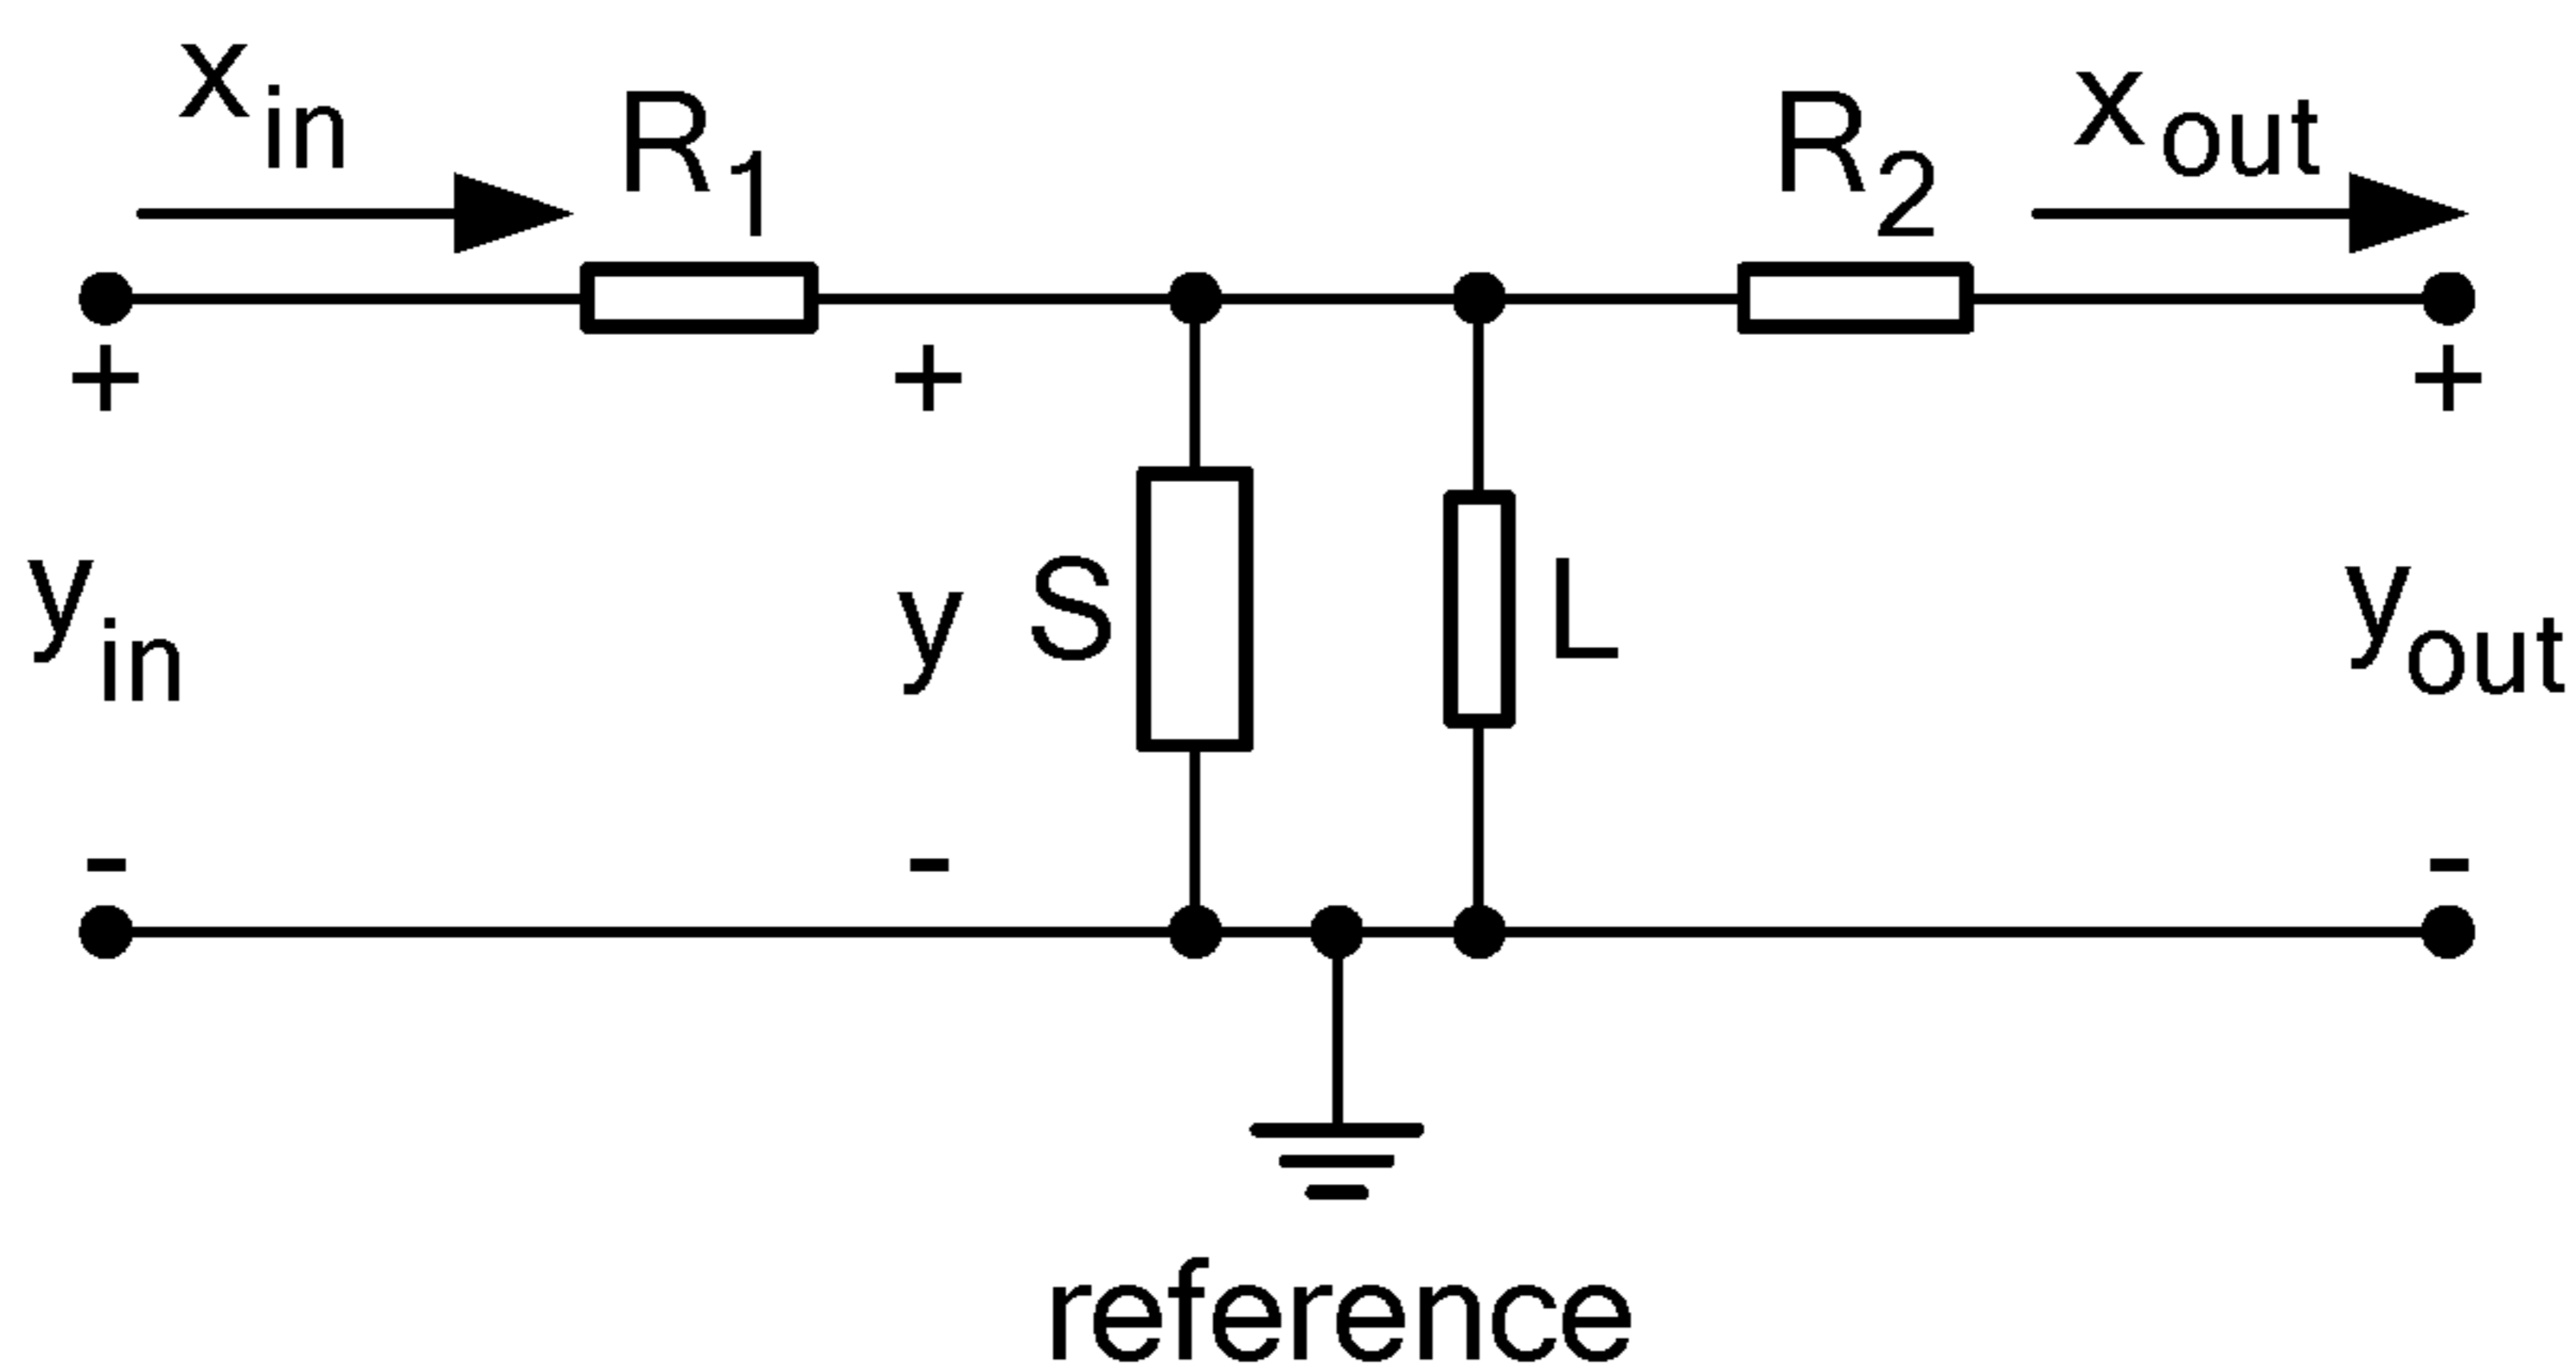 x_in R_1 R_2 x_out
+ + +
y_in y S L y_out
- - -
reference